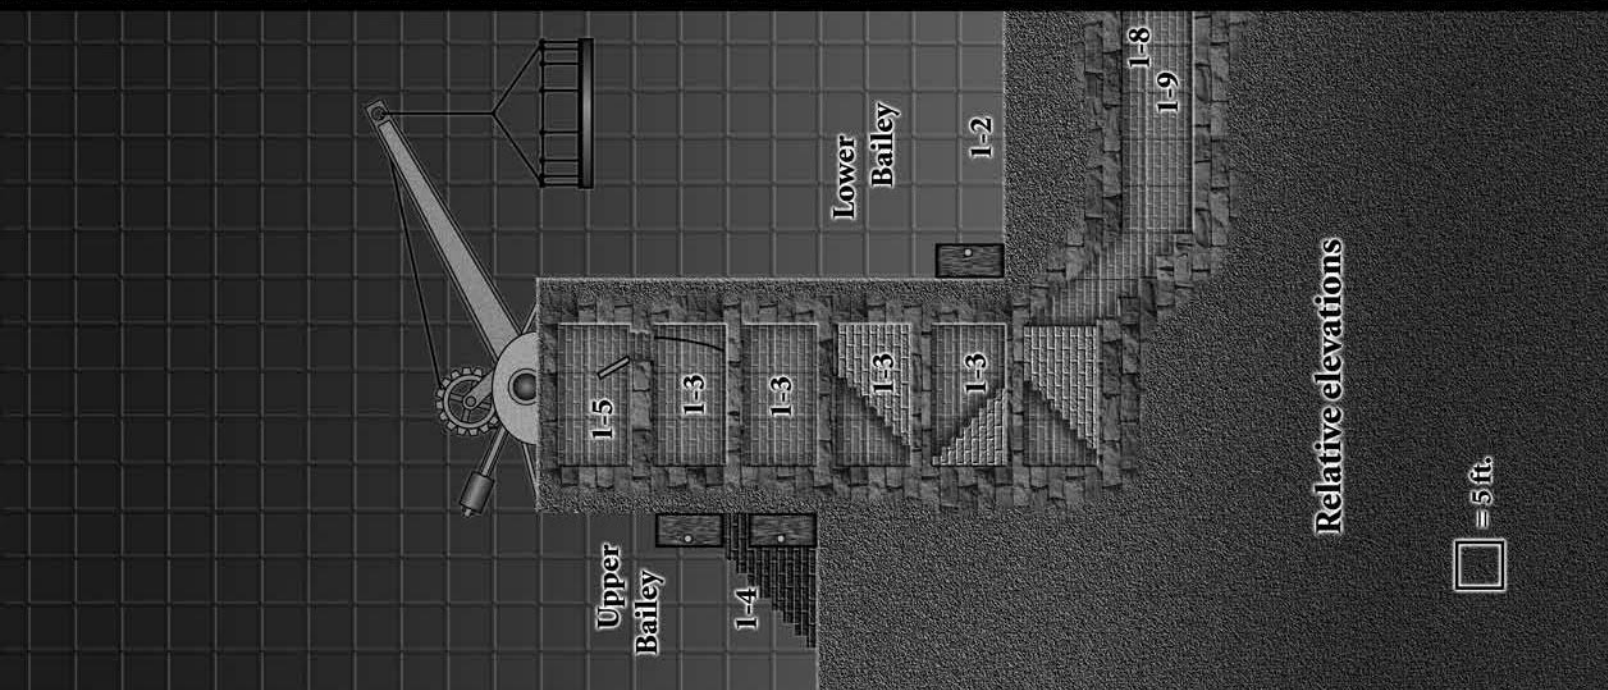 Upper
Bailey
1-5
1-3
1-4
1-3
Lower
Bailey
1-3
1-3
1-2
1-8
1-9
Relative elevations
= 5 ft.